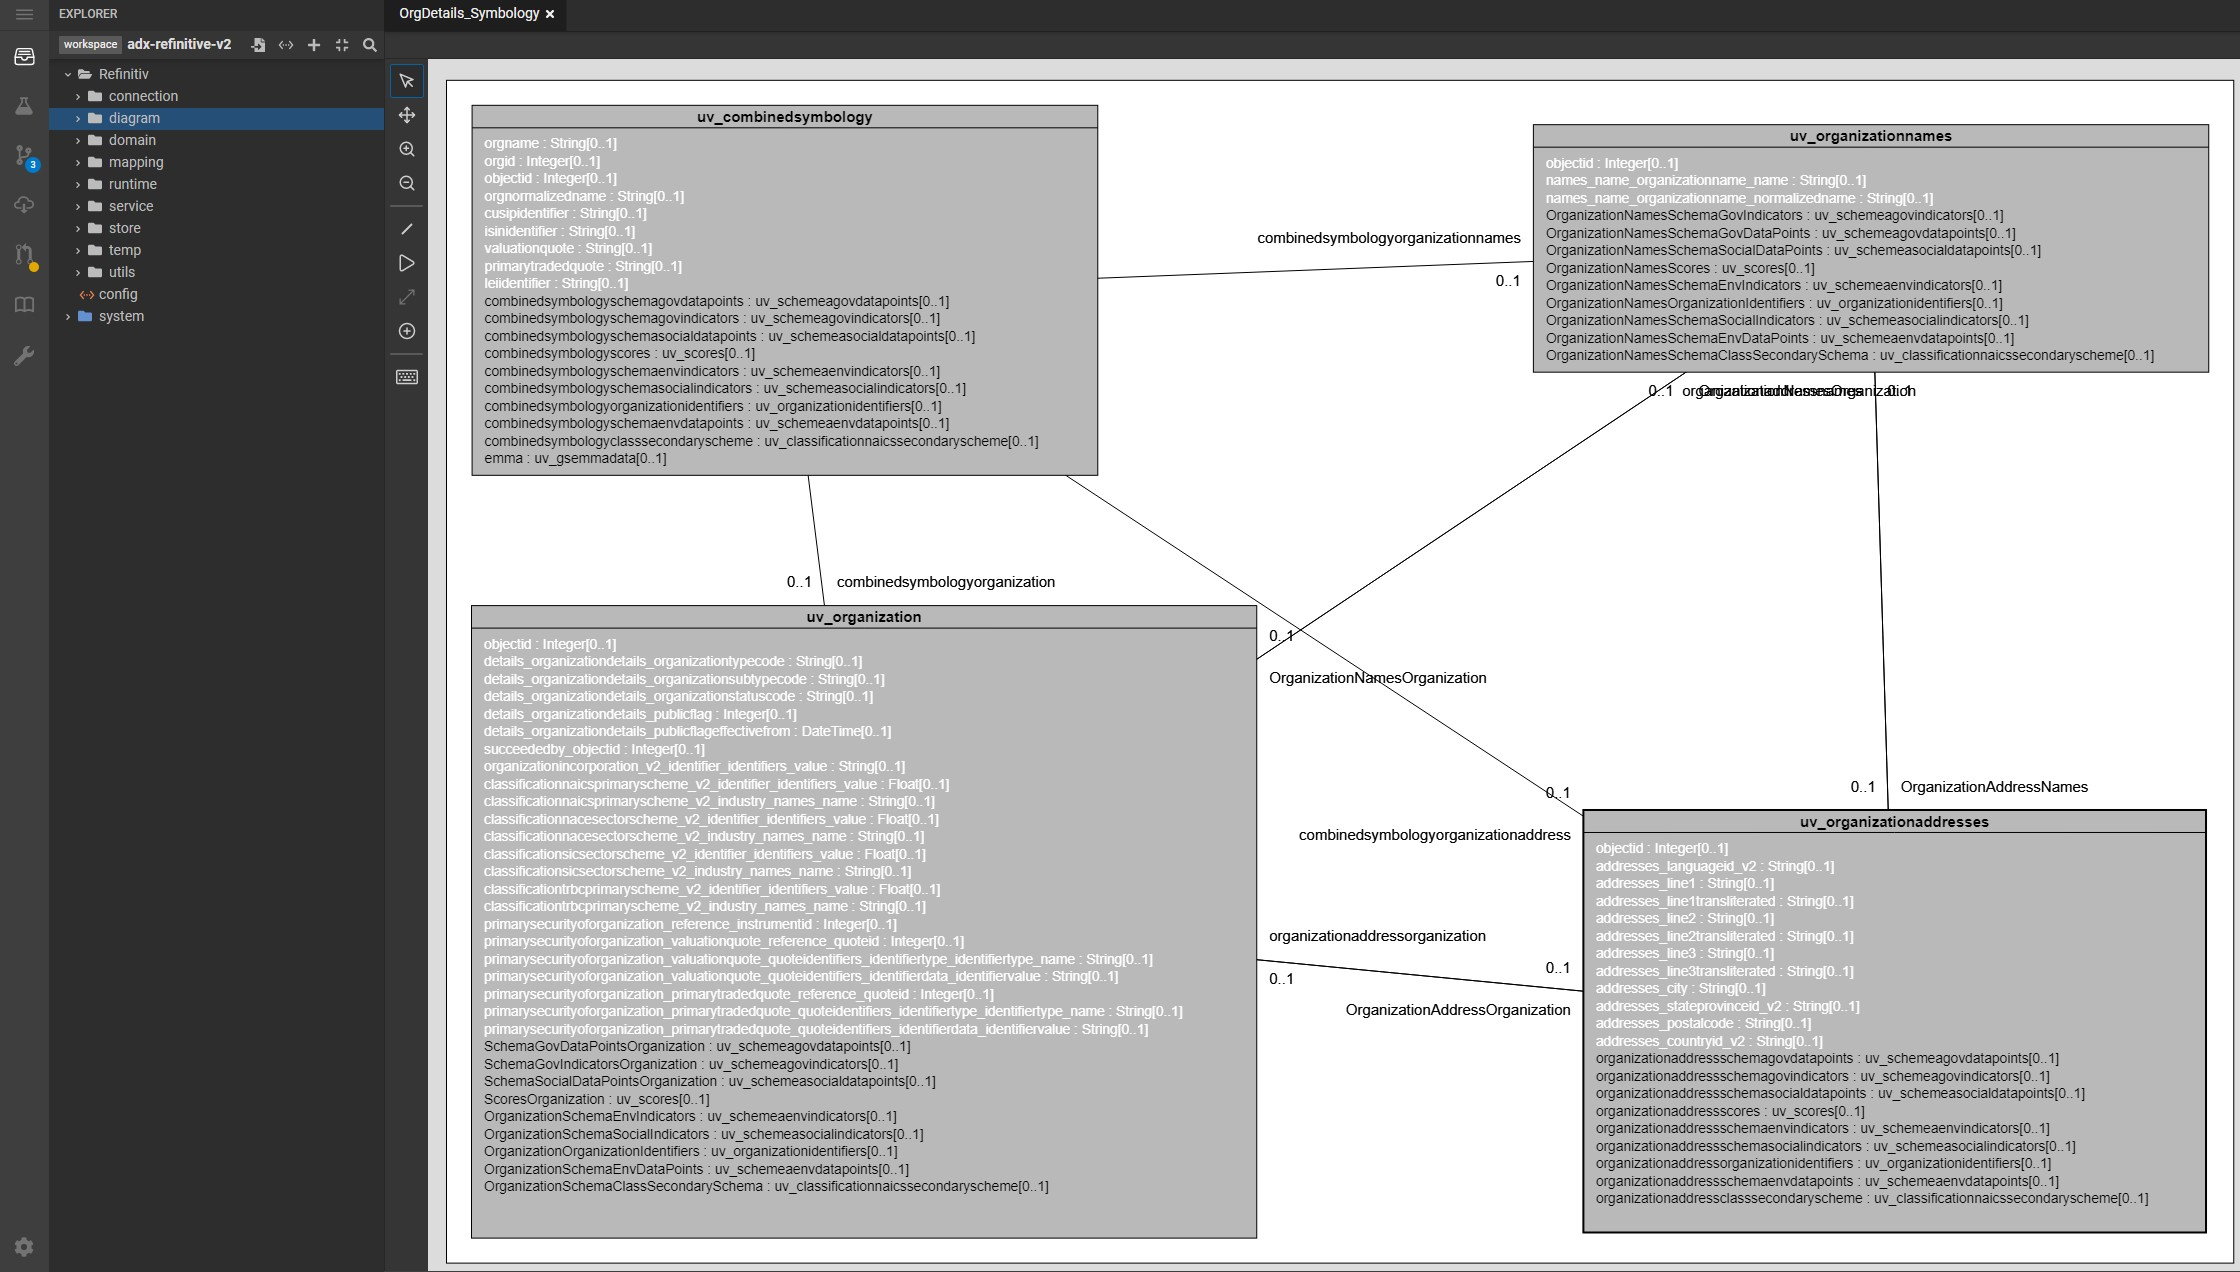 EXPLORER
workspace adx-refinitiv-v2
Refinitiv
connection
diagram
domain
mapping
runtime
service
store
temp
utils
config
system
3
OrgDetails_Symbology
uv_combinedsymbology
orgname : String[0..1]
orgid : Integer[0..1]
objectid : Integer[0..1]
orgnormalizedname : String[0..1]
cusipidentifier : String[0..1]
isinidentifier : String[0..1]
valuationquote : String[0..1]
primarytradedquote : String[0..1]
leiidentifier : String[0..1]
combinedsymbologyschemagovdatapoints : uv_schemeagovdatapoints[0..1]
combinedsymbologyschemagovindicators : uv_schemeagovindicators[0..1]
combinedsymbologyschemasocialdatapoints : uv_schemeasocialdatapoints[0..1]
combinedsymbologyscores : uv_scores[0..1]
combinedsymbologyschemaenvindicators : uv_schemeaenvindicators[0..1]
combinedsymbologyschemasocialindicators : uv_schemeasocialindicators[0..1]
combinedsymbologyorganizationidentifiers : uv_organizationidentifiers[0..1]
combinedsymbologyschemaenvdatapoints : uv_schemeaenvdatapoints[0..1]
combinedsymbologyclasssecondaryscheme : uv_classificationnaicssecondaryscheme[0..1]
emma : uv_gsemmadata[0..1]
combinedsymbologyorganizationnames
0..1
uv_organizationnames
objectid : Integer[0..1]
names_name_organizationname_name : String[0..1]
names_name_organizationname_normalizedname : String[0..1]
OrganizationNamesSchemaGovIndicators : uv_schemeagovindicators[0..1]
OrganizationNamesSchemaGovDataPoints : uv_schemeagovdatapoints[0..1]
OrganizationNamesSchemaSocialDataPoints : uv_schemeasocialdatapoints[0..1]
OrganizationNamesScores : uv_scores[0..1]
OrganizationNamesSchemaEnvIndicators : uv_schemeaenvindicators[0..1]
OrganizationNamesOrganizationIdentifiers : uv_organizationidentifiers[0..1]
OrganizationNamesSchemaSocialIndicators : uv_schemeasocialindicators[0..1]
OrganizationNamesSchemaEnvDataPoints : uv_schemeaenvdatapoints[0..1]
OrganizationNamesSchemaClassSecondarySchema : uv_classificationnaicssecondaryscheme[0..1]
0..1
0..1
0..1 combinedsymbologyorganization
uv_organization
objectid : Integer[0..1]
details_organizationdetails_organizationtypecode : String[0..1]
details_organizationdetails_organizationsubtypecode : String[0..1]
details_organizationdetails_organizationstatuscode : String[0..1]
details_organizationdetails_publicflag : Integer[0..1]
details_organizationdetails_publicflageffectivefrom : DateTime[0..1]
succeededby_objectid : Integer[0..1]
organizationincorporation_v2_identifier_identifiers_value : String[0..1]
classificationnaicsprimaryscheme_v2_identifier_identifiers_value : Float[0..1]
classificationnaicsprimaryscheme_v2_industry_names_name : String[0..1]
classificationnacesectorscheme_v2_identifier_identifiers_value : Float[0..1]
classificationnacesectorscheme_v2_industry_names_name : String[0..1]
classificationsicsectorscheme_v2_identifier_identifiers_value : Float[0..1]
classificationsicsectorscheme_v2_industry_names_name : String[0..1]
classificationtrbcprimaryscheme_v2_identifier_identifiers_value : Float[0..1]
classificationtrbcprimaryscheme_v2_industry_names_name : String[0..1]
primarysecurityoforganization_reference_instrumentid : Integer[0..1]
primarysecurityoforganization_valuationquote_reference_quoteid : Integer[0..1]
primarysecurityoforganization_valuationquote_quoteidentifiers_identifiertype_identifiertype_name : String[0..1]
primarysecurityoforganization_valuationquote_quoteidentifiers_identifierdata_identifiervalue : String[0..1]
primarysecurityoforganization_primarytradedquote_reference_quoteid : Integer[0..1]
primarysecurityoforganization_primarytradedquote_quoteidentifiers_identifiertype_identifiertype_name : String[0..1]
primarysecurityoforganization_primarytradedquote_quoteidentifiers_identifierdata_identifiervalue : String[0..1]
SchemaGovDataPointsOrganization : uv_schemeagovdatapoints[0..1]
SchemaGovIndicatorsOrganization : uv_schemeagovindicators[0..1]
SchemaSocialDataPointsOrganization : uv_schemeasocialdatapoints[0..1]
ScoresOrganization : uv_scores[0..1]
OrganizationSchemaEnvIndicators : uv_schemeaenvindicators[0..1]
OrganizationSchemaSocialIndicators : uv_schemeasocialindicators[0..1]
OrganizationOrganizationIdentifiers : uv_organizationidentifiers[0..1]
OrganizationSchemaEnvDataPoints : uv_schemeaenvdatapoints[0..1]
OrganizationSchemaClassSecondarySchema : uv_classificationnaicssecondaryscheme[0..1]
0..1
OrganizationNamesOrganization
0..1
combinedsymbologyorganizationaddress
0..1 OrganizationAddressNames
organizationaddressorganization
0..1
0..1
OrganizationAddressOrganization
uv_organizationaddresses
objectid : Integer[0..1]
addresses_languageid_v2 : String[0..1]
addresses_line1 : String[0..1]
addresses_line1transliterated : String[0..1]
addresses_line2 : String[0..1]
addresses_line2transliterated : String[0..1]
addresses_line3 : String[0..1]
addresses_line3transliterated : String[0..1]
addresses_city : String[0..1]
addresses_stateprovinceid_v2 : String[0..1]
addresses_postalcode : String[0..1]
addresses_countryid_v2 : String[0..1]
organizationaddressschemagovdatapoints : uv_schemeagovdatapoints[0..1]
organizationaddressschemagovindicators : uv_schemeagovindicators[0..1]
organizationaddressschemasocialdatapoints : uv_schemeasocialdatapoints[0..1]
organizationaddressscores : uv_scores[0..1]
organizationaddressschemaenvindicators : uv_schemeaenvindicators[0..1]
organizationaddressschemasocialindicators : uv_schemeasocialindicators[0..1]
organizationaddressorganizationidentifiers : uv_organizationidentifiers[0..1]
organizationaddressschemaenvdatapoints : uv_schemeaenvdatapoints[0..1]
organizationaddressclasssecondaryscheme : uv_classificationnaicssecondaryscheme[0..1]